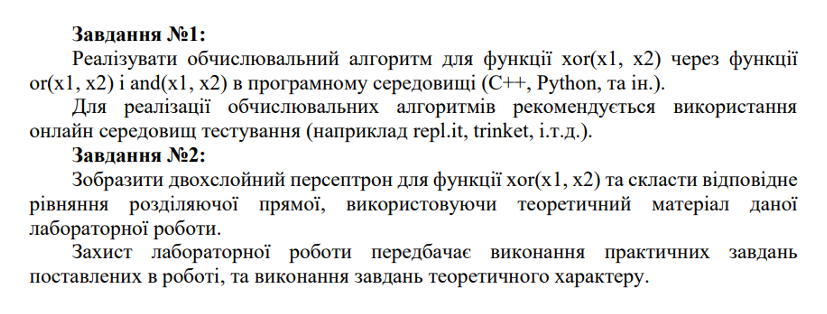 Завдання №1:
Реалізувати обчислювальний алгоритм для функції xor(x1, x2) через функції
or(x1, x2) і and(x1, x2) в програмному середовищі (C++, Python, та ін.).
Для реалізації обчислювальних алгоритмів рекомендується використання
онлайн середовищ тестування (наприклад repl.it, trinket, і.т.д.).
Завдання №2:
Зобразити двохслойний персептрон для функції xor(x1, x2) та скласти відповідне
рівняння розділяючої прямої, використовуючи теоретичний матеріал даної
лабораторної роботи.
Захист лабораторної роботи передбачає виконання практичних завдань
поставлених в роботі, та виконання завдань теоретичного характеру.